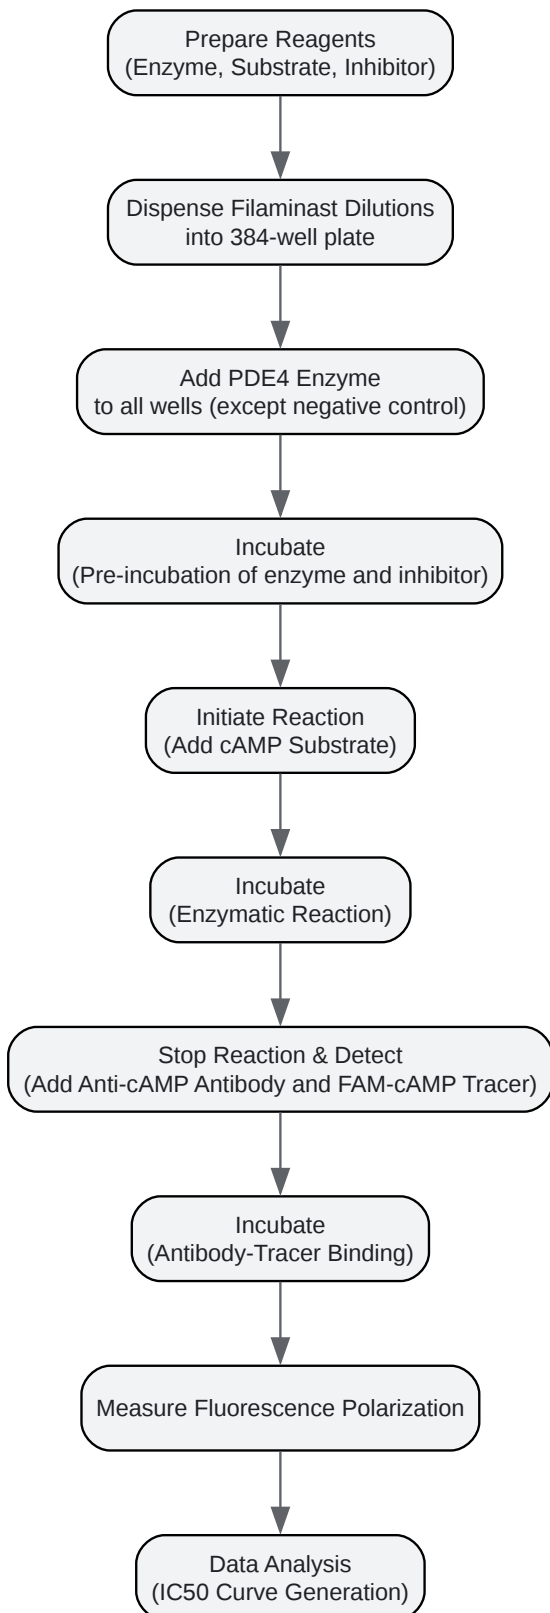 Prepare Reagents
(Enzyme, Substrate, Inhibitor)
Dispense Filaminast Dilutions
into 384-well plate
Add PDE4 Enzyme
to all wells (except negative control)
Incubate
(Pre-incubation of enzyme and inhibitor)
Initiate Reaction
(Add cAMP Substrate)
Incubate
(Enzymatic Reaction)
Stop Reaction & Detect
(Add Anti-cAMP Antibody and FAM-cAMP Tracer)
Incubate
(Antibody-Tracer Binding)
Measure Fluorescence Polarization
Data Analysis
(IC50 Curve Generation)